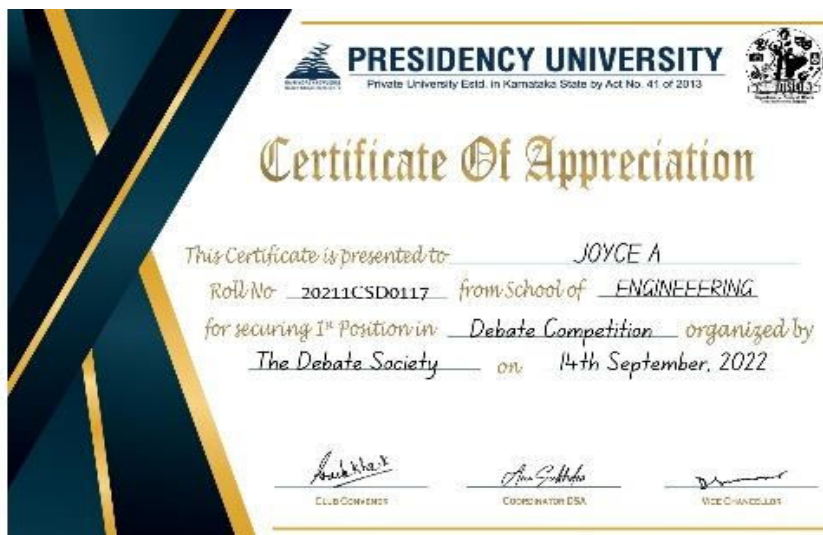 PRESIDENCY UNIVERSITY
Private University Estd. in Karnataka State by Act No. 41 of 2013
Certificate Of Appreciation
This Certificate is presented to JOYCE A
Roll No 20211CSD0117 from School of ENGINEEERING
for securing 1st Position in Debate Competition organized by
The Debate Society on 14th September, 2022
CLUB CONVENOR COORDINATOR DSA VICE CHANCELLOR